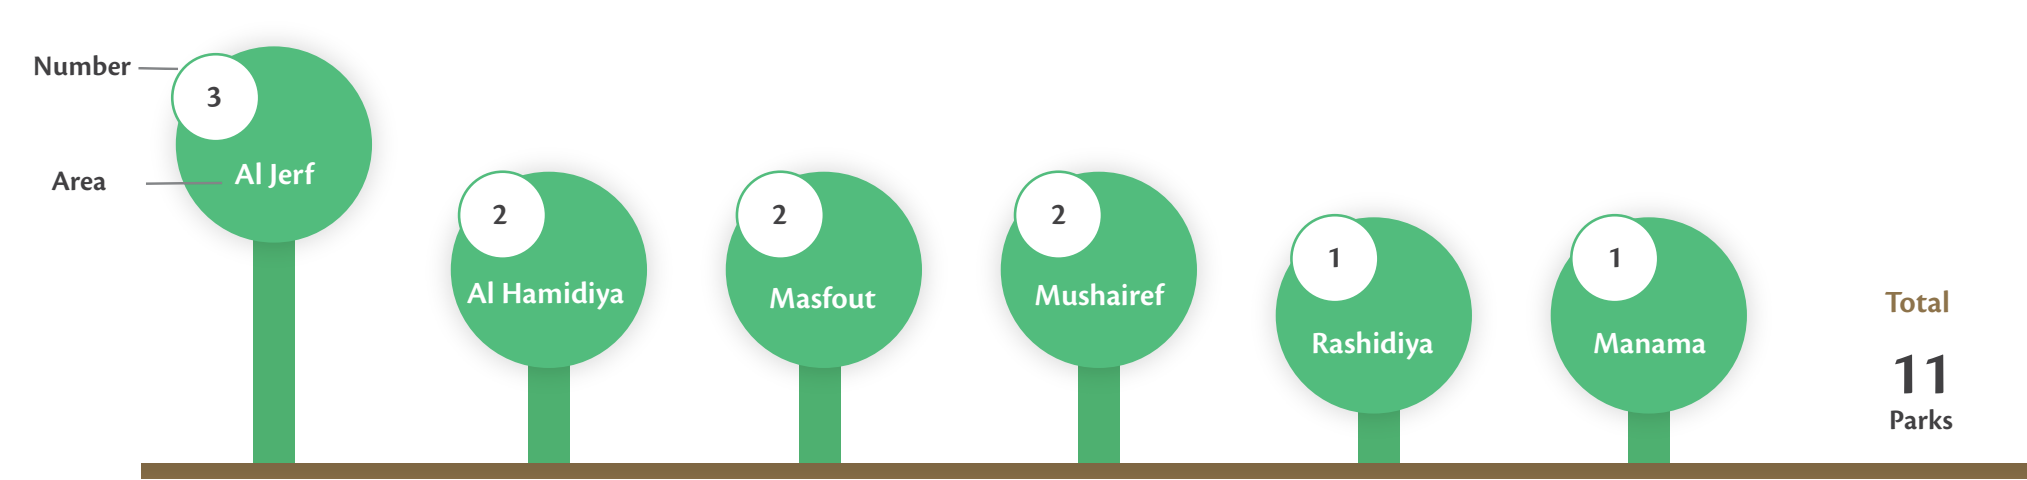 Number
3
Area
Al Jerf
2
Al Hamidiya
2
Masfout
2
Mushairef
1
Rashidiya
1
Manama
Total
11
Parks